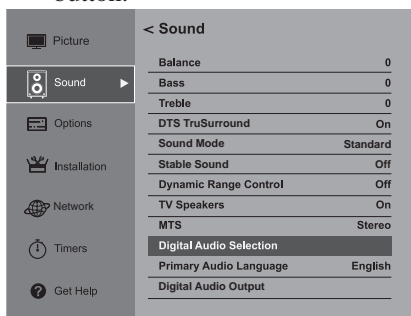 button.
Picture
Sound
Options
Installation
Network
Timers
Get Help
< Sound
Balance 0
Bass 0
Treble 0
DTS TruSurround On
Sound Mode Standard
Stable Sound Off
Dynamic Range Control Off
TV Speakers On
MTS Stereo
Digital Audio Selection
Primary Audio Language English
Digital Audio Output